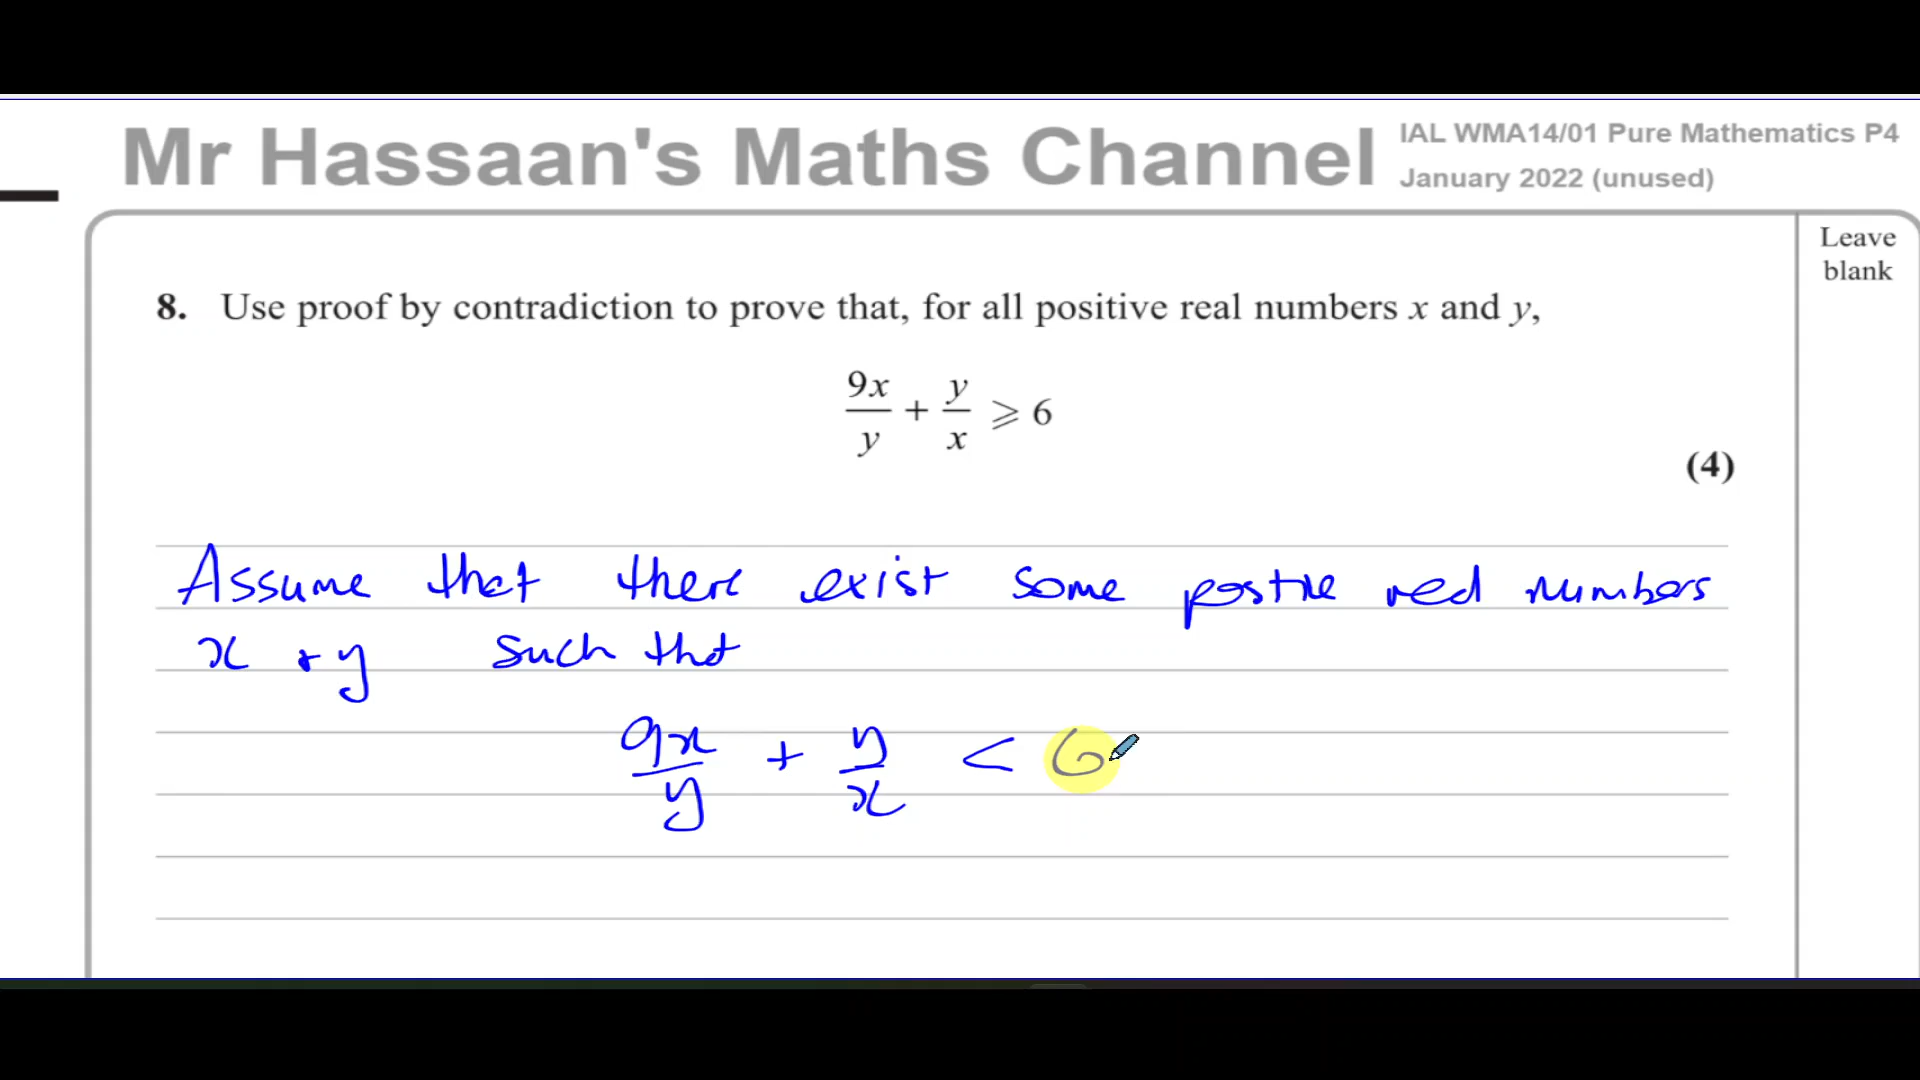 Mr Hassaan's Maths Channel
IAL WMA14/01 Pure Mathematics P4
January 2022 (unused)
Leave
blank
8. Use proof by contradiction to prove that, for all positive real numbers x and y,
9x/y + y/x ⩾ 6
(4)
Assume that there exist some postive real numbers
x + y such that
9x/y + y/x < 6